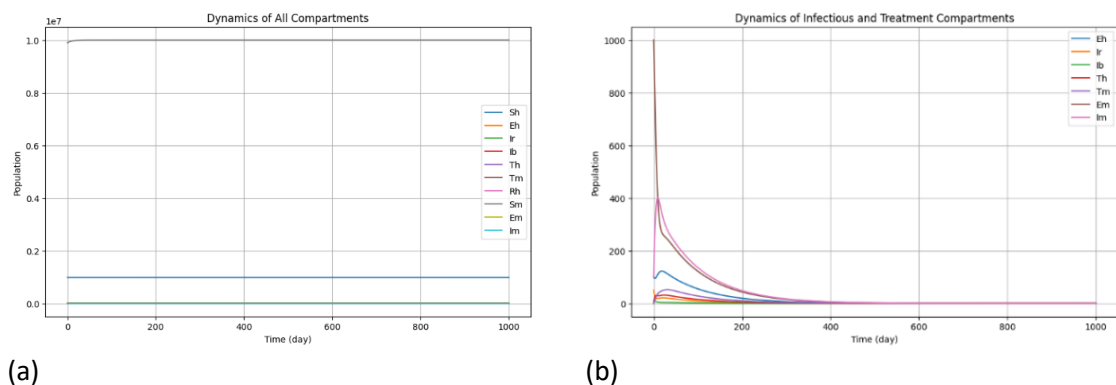 Dynamics of All Compartments
1e7
1.0
0.8
0.6
0.4
0.2
0.0
Population
0
200
400
600
800
1000
Time (day)
Sh
Eh
Ir
Ib
Th
Tm
Rh
Sm
Em
Im
(a)
Dynamics of Infectious and Treatment Compartments
1000
800
600
400
200
0
Population
0
200
400
600
800
1000
Time (day)
Eh
Ir
Ib
Th
Tm
Em
Im
(b)